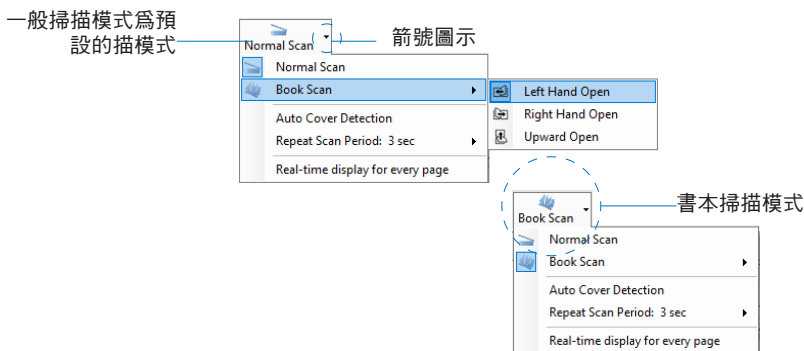 一般掃描模式爲預
設的描模式
箭號圖示
Normal Scan
Normal Scan
Book Scan
Auto Cover Detection
Repeat Scan Period: 3 sec
Real-time display for every page
Left Hand Open
Right Hand Open
Upward Open
書本掃描模式
Book Scan
Normal Scan
Book Scan
Auto Cover Detection
Repeat Scan Period: 3 sec
Real-time display for every page